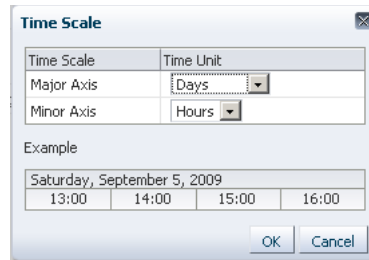 Time Scale
Time Scale Time Unit
Major Axis Days
Minor Axis Hours
Example
Saturday, September 5, 2009
13:00 14:00 15:00 16:00
OK Cancel